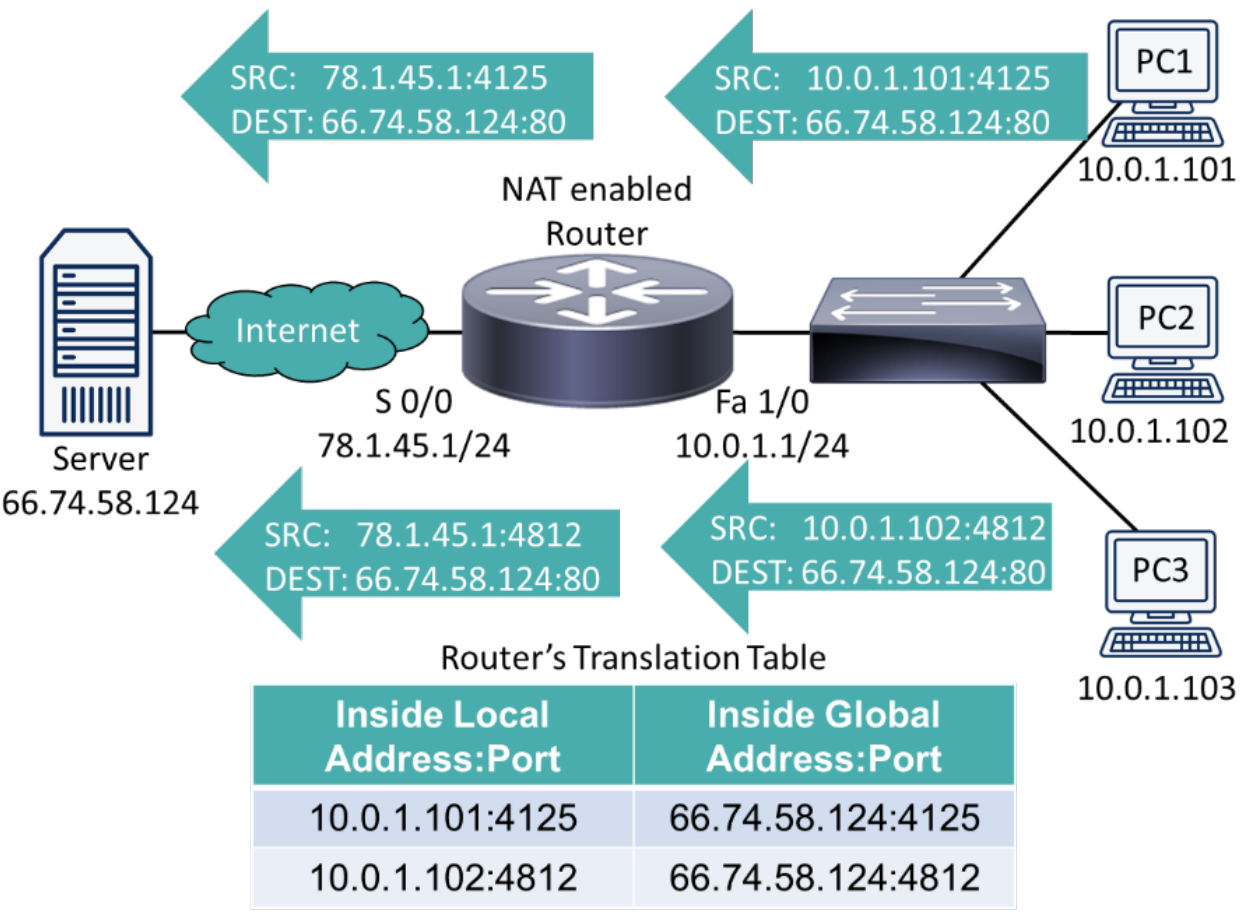 SRC: 78.1.45.1:4125
DEST: 66.74.58.124:80
SRC: 10.0.1.101:4125
DEST: 66.74.58.124:80
PC1
10.0.1.101
NAT enabled
Router
Internet
PC2
10.0.1.102
S 0/0
78.1.45.1/24
Fa 1/0
10.0.1.1/24
Server
66.74.58.124
SRC: 78.1.45.1:4812
DEST: 66.74.58.124:80
SRC: 10.0.1.102:4812
DEST: 66.74.58.124:80
PC3
10.0.1.103
Router’s Translation Table
Inside Local
Address:Port
Inside Global
Address:Port
10.0.1.101:4125 66.74.58.124:4125
10.0.1.102:4812 66.74.58.124:4812